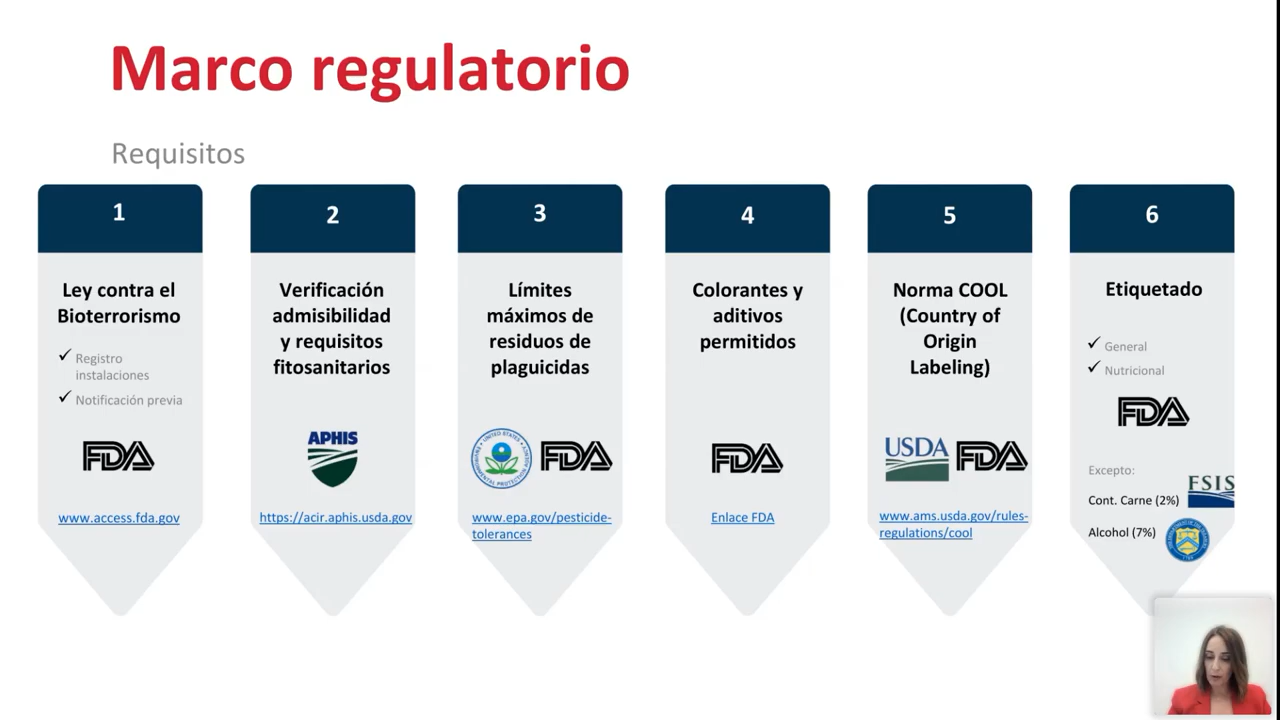 Marco regulatorio
Requisitos
1
Ley contra el
Bioterrorismo
✓ Registro
instalaciones
✓ Notificación previa
FDA
www.access.fda.gov
2
Verificación
admisibilidad
y requisitos
fitosanitarios
APHIS
https://acir.aphis.usda.gov
3
Límites
máximos de
residuos de
plaguicidas
FDA
www.epa.gov/pesticide-
tolerances
4
Colorantes y
aditivos
permitidos
FDA
Enlace FDA
5
Norma COOL
(Country of
Origin
Labeling)
USDA FDA
www.ams.usda.gov/rules-
regulations/cool
6
Etiquetado
✓ General
✓ Nutricional
FDA
Excepto:
Cont. Carne (2%) FSIS
Alcohol (7%)